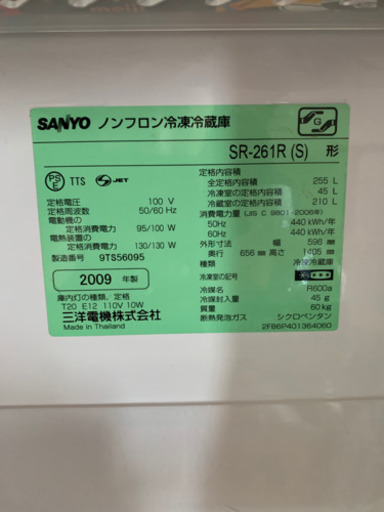 SANYO ノンフロン冷凍冷蔵庫
SR-261R (S) 形
PS E TTS JET
定格電圧 100 V
定格周波数 50/60 Hz
電動機の
定格消費電力 95/100 W
電熱装置の
定格消費電力 130/130 W
製造番号 9TS56095
2009 年製
庫内灯の種類、定格
T20 E12 110V 10W
三洋電機株式会社
Made in Thailand
定格内容積
全定格内容積 255 L
冷凍室の定格内容積 45 L
冷蔵室の定格内容積 210 L
消費電力量 (JIS C 9801-2006年)
50Hz 440 kWh/年
60Hz 440 kWh/年
外形寸法 幅 596 mm
奥行 656 mm 高さ 1405 mm
種類 冷凍冷蔵庫
冷凍室の記号
冷媒名 R600a
冷媒封入量 45 g
質量 60 kg
断熱発泡ガス シクロペンタン
2FB6P401364060